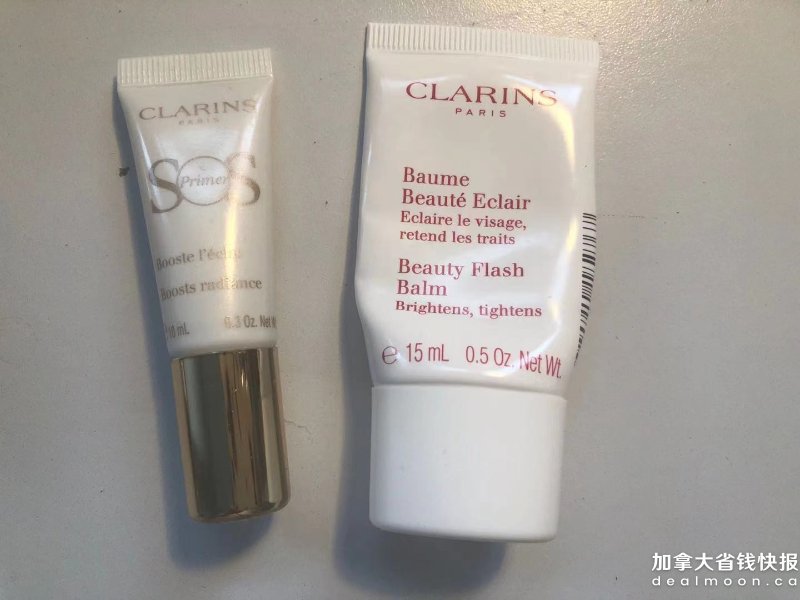 CLARINS
PARIS
SOS
Primer
Booste l'éclat
Boosts radiance
10 mL 0.3 Oz. Net
CLARINS
PARIS
Baume
Beauté Eclair
Eclaire le visage,
retend les traits
Beauty Flash
Balm
Brightens, tightens
e 15 mL 0.5 Oz. Net Wt.
加拿大省钱快报
dealmoon.ca